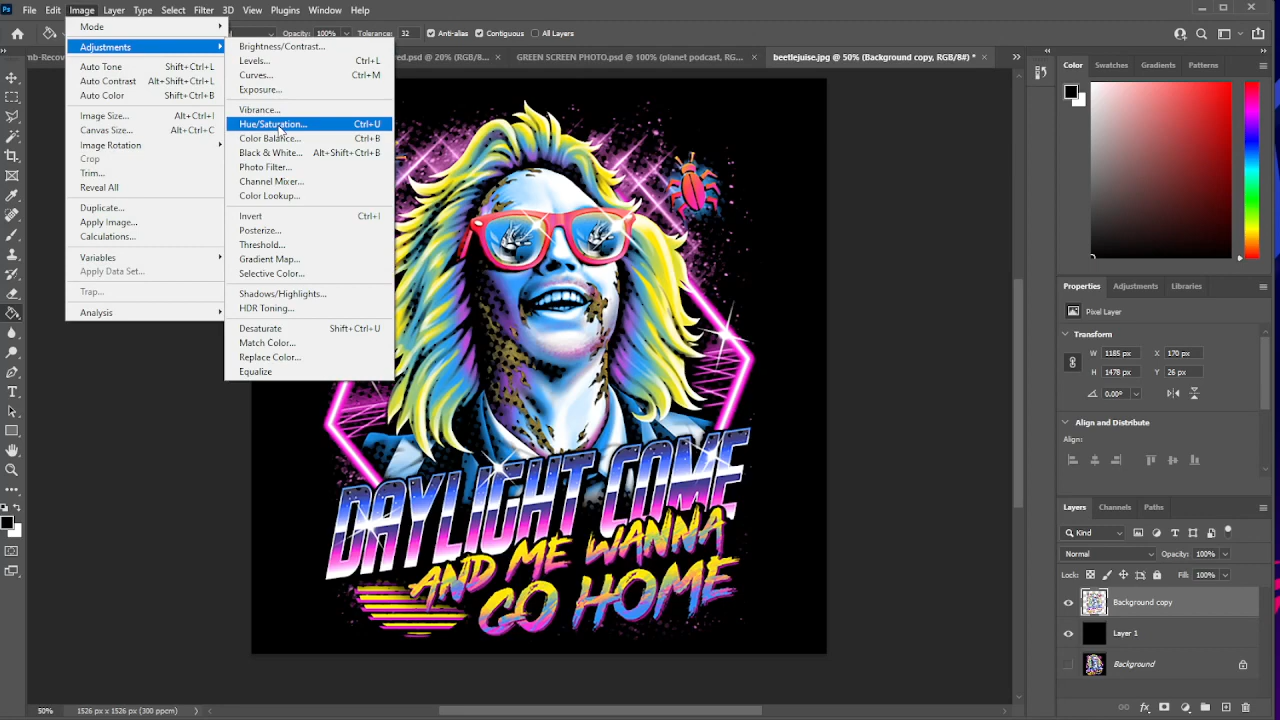 Ps File Edit Image Layer Type Select Filter 3D View Plugins Window Help
Opacity: 100% Tolerance: 32 Anti-alias Contiguous All Layers
red.psd @ 20% (RGB/8... × GREEN SCREEN PHOTO.psd @ 100% (planet podcast, RGB/8... × beetlejuise.jpg @ 50% (Background copy, RGB/8#) * ×
Mode
Adjustments
Auto Tone Shift+Ctrl+L
Auto Contrast Alt+Shift+Ctrl+L
Auto Color Shift+Ctrl+B
Image Size... Alt+Ctrl+I
Canvas Size... Alt+Ctrl+C
Image Rotation
Crop
Trim...
Reveal All
Duplicate...
Apply Image...
Calculations...
Variables
Apply Data Set...
Trap...
Analysis
Brightness/Contrast...
Levels... Ctrl+L
Curves... Ctrl+M
Exposure...
Vibrance...
Hue/Saturation... Ctrl+U
Color Balance... Ctrl+B
Black & White... Alt+Shift+Ctrl+B
Photo Filter...
Channel Mixer...
Color Lookup...
Invert Ctrl+I
Posterize...
Threshold...
Gradient Map...
Selective Color...
Shadows/Highlights...
HDR Toning...
Desaturate Shift+Ctrl+U
Match Color...
Replace Color...
Equalize
DAYLIGHT COME
AND ME WANNA
GO HOME
Color Swatches Gradients Patterns
Properties Adjustments Libraries
Pixel Layer
Transform
W 1185 px X 170 px
H 1478 px Y 26 px
0.00°
Align and Distribute
Align:
Layers Channels Paths
Kind
Normal Opacity: 100%
Lock: Fill: 100%
Background copy
Layer 1
Background
50% 1526 px x 1526 px (300 ppcm)